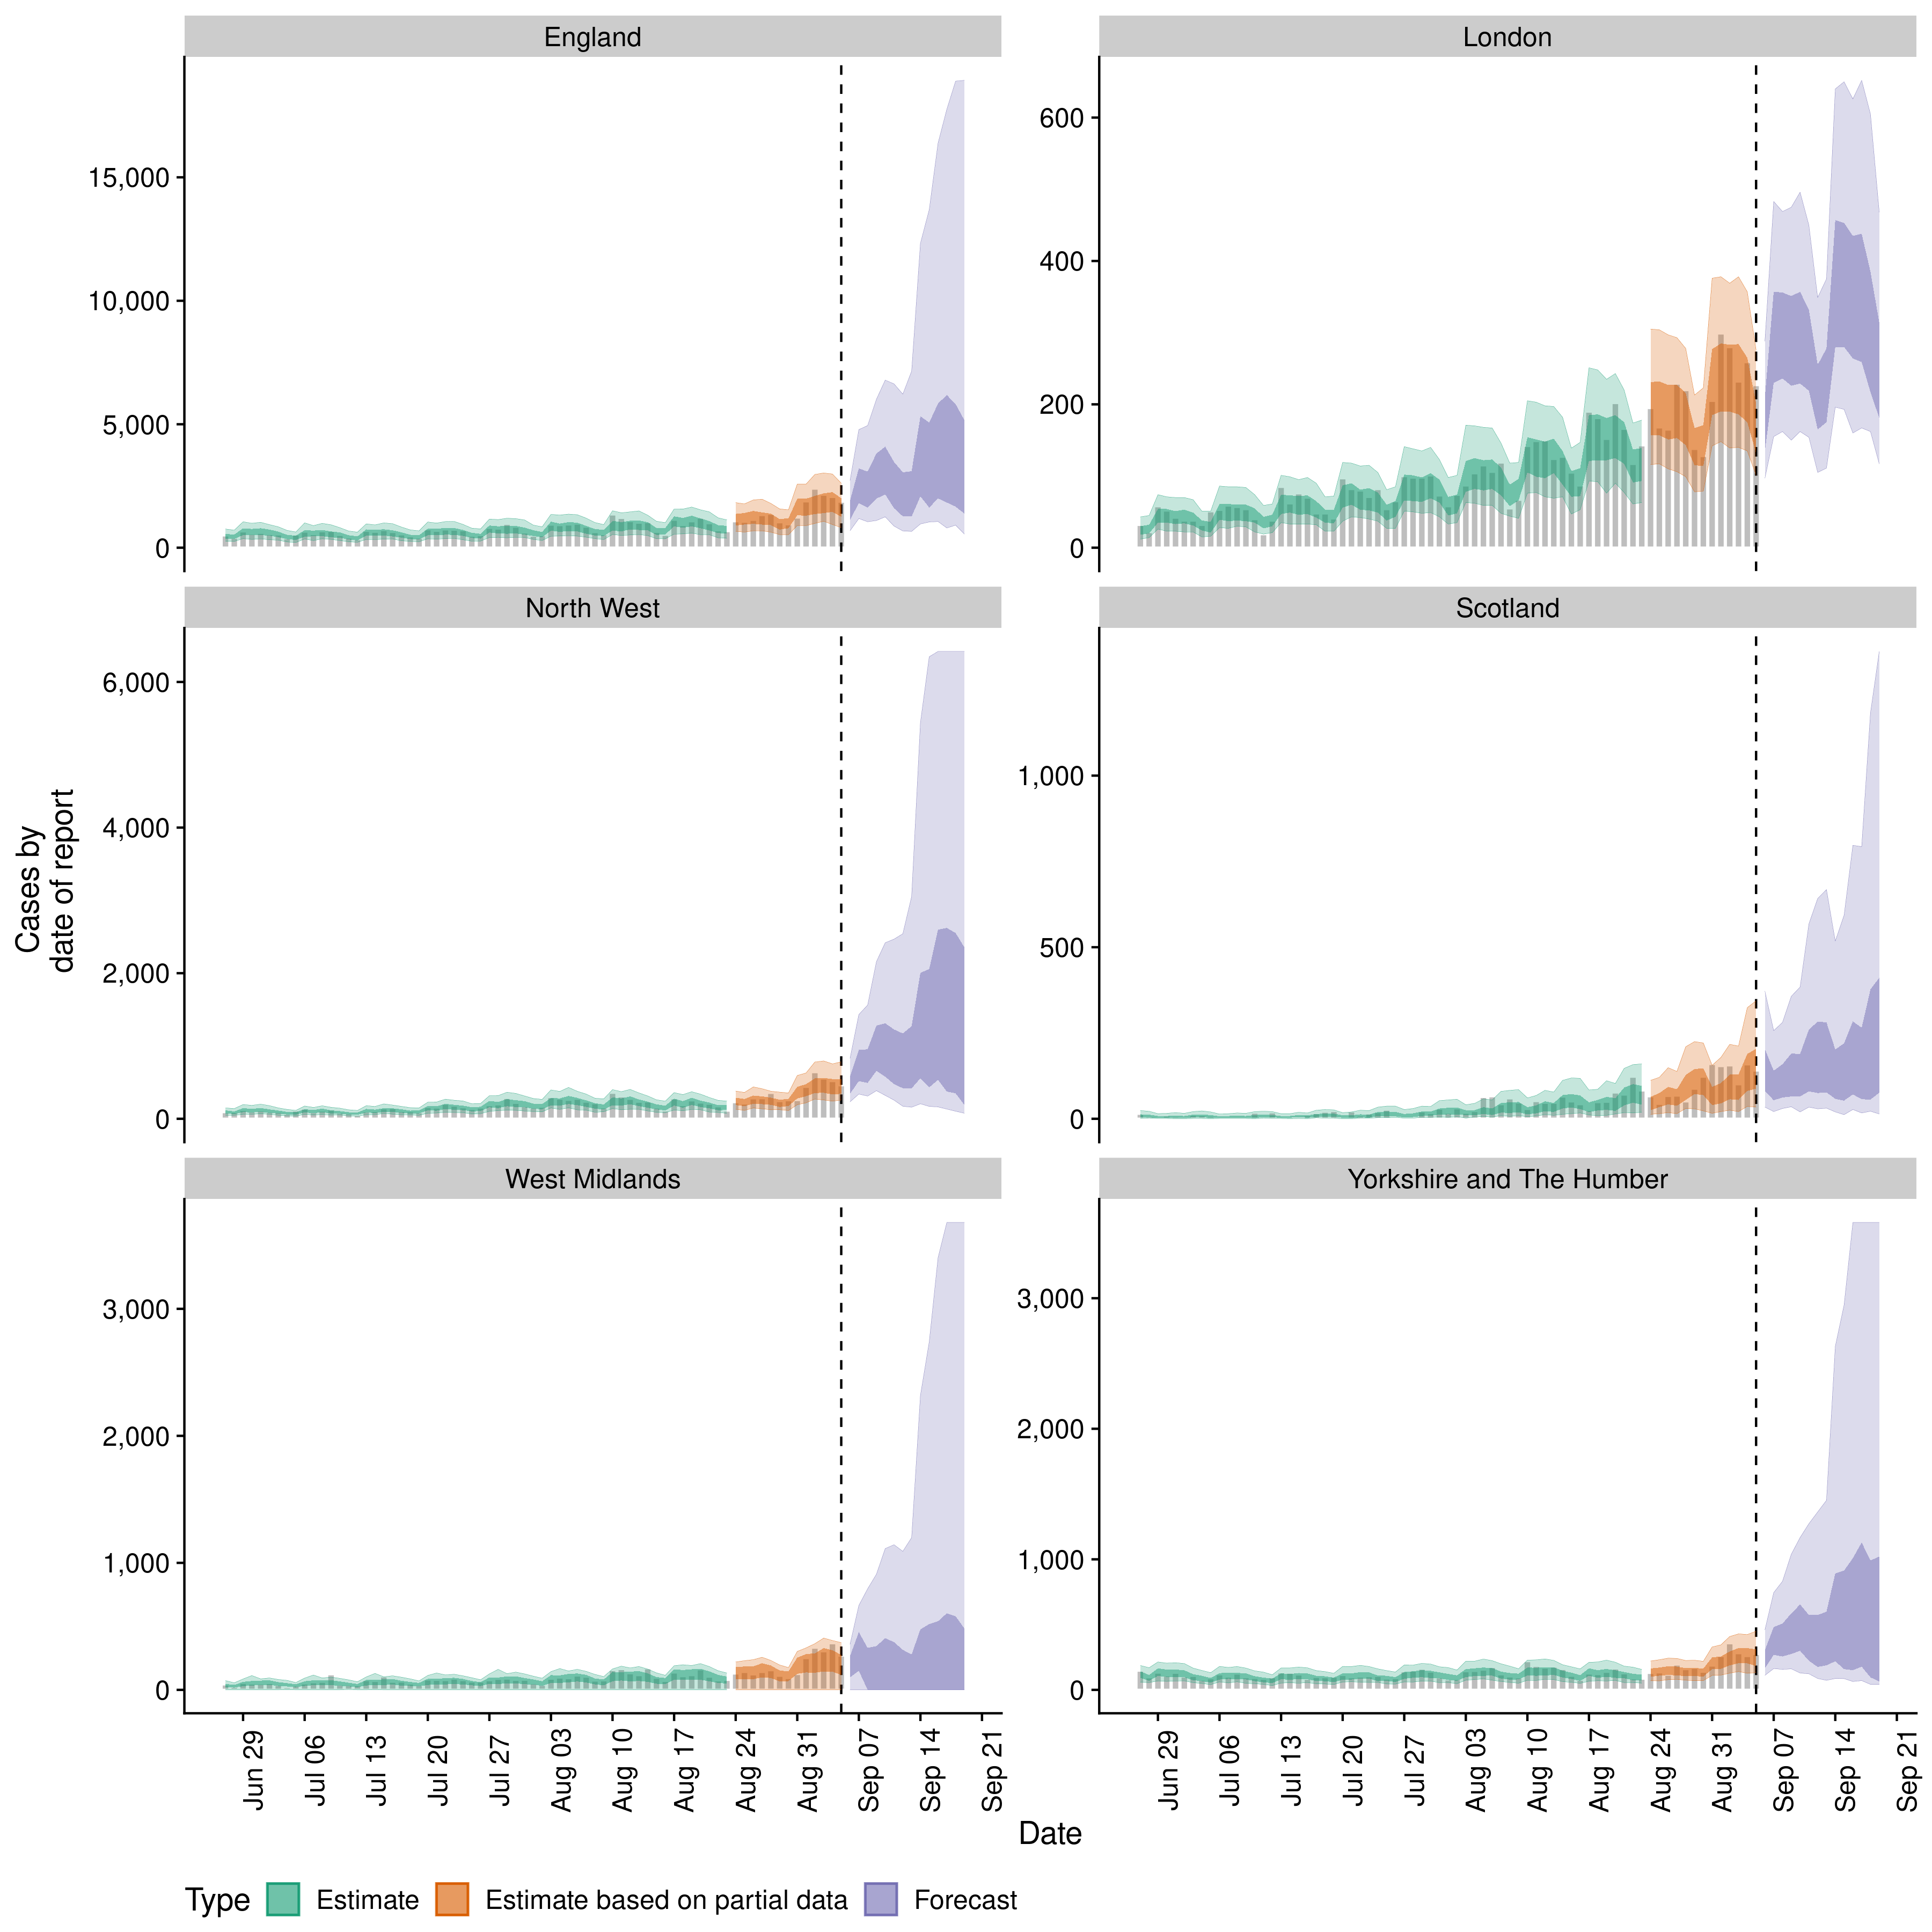 England
London
15,000
10,000
5,000
0
600
400
200
0
North West
Scotland
6,000
4,000
2,000
0
1,000
500
0
West Midlands
Yorkshire and The Humber
3,000
2,000
1,000
0
3,000
2,000
1,000
0
Cases by
date of report
Jun 29
Jul 06
Jul 13
Jul 20
Jul 27
Aug 03
Aug 10
Aug 17
Aug 24
Aug 31
Sep 07
Sep 14
Sep 21
Jun 29
Jul 06
Jul 13
Jul 20
Jul 27
Aug 03
Aug 10
Aug 17
Aug 24
Aug 31
Sep 07
Sep 14
Sep 21
Date
Type Estimate Estimate based on partial data Forecast